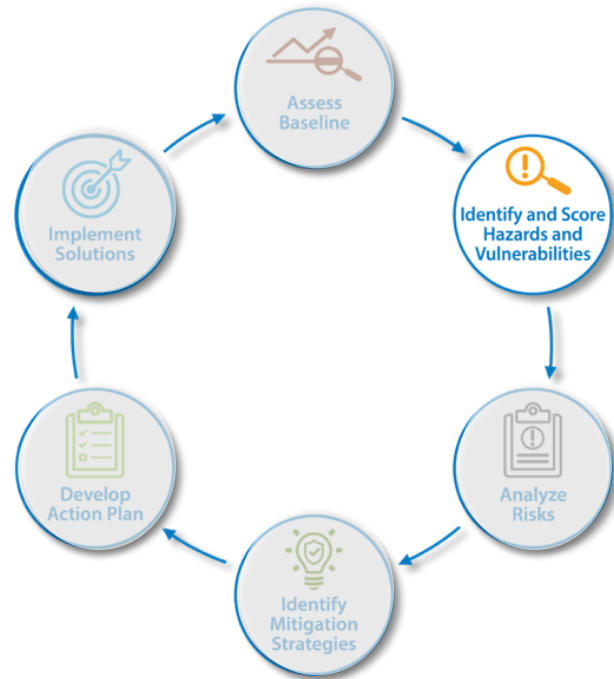 Assess
Baseline
Identify and Score
Hazards and
Vulnerabilities
Analyze
Risks
Identify
Mitigation
Strategies
Develop
Action Plan
Implement
Solutions